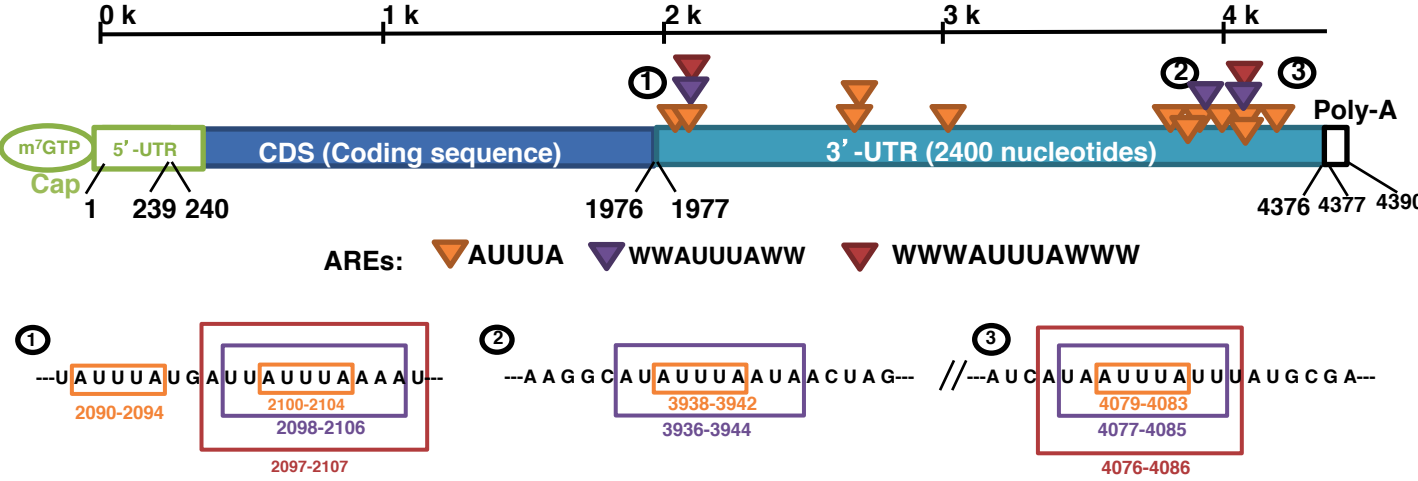 0 k 1 k 2 k 3 k 4 k
1 2 3
Poly-A
m⁷GTP 5′-UTR CDS (Coding sequence) 3′-UTR (2400 nucleotides)
Cap
1 239 240 1976 1977 4376 4377 4390
AREs: AUUUA WWAUUUAWW WWWAUUUAWWW
1 2 3
---UAUUUAUGAUUAUUUAAAAU--- ---AAGGCAUAUUUAAUAACUAG--- //---AUCAUAAUUUAUUUAUGCGA---
2090-2094 2100-2104 3938-3942 4079-4083
2098-2106 3936-3944 4077-4085
2097-2107 4076-4086